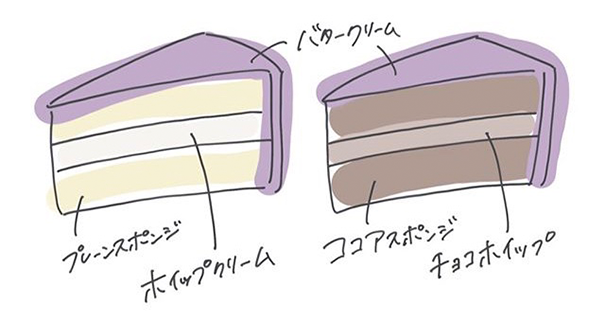 バタークリーム
プレーンスポンジ
ホイップクリーム
ココアスポンジ
チョコホイップ